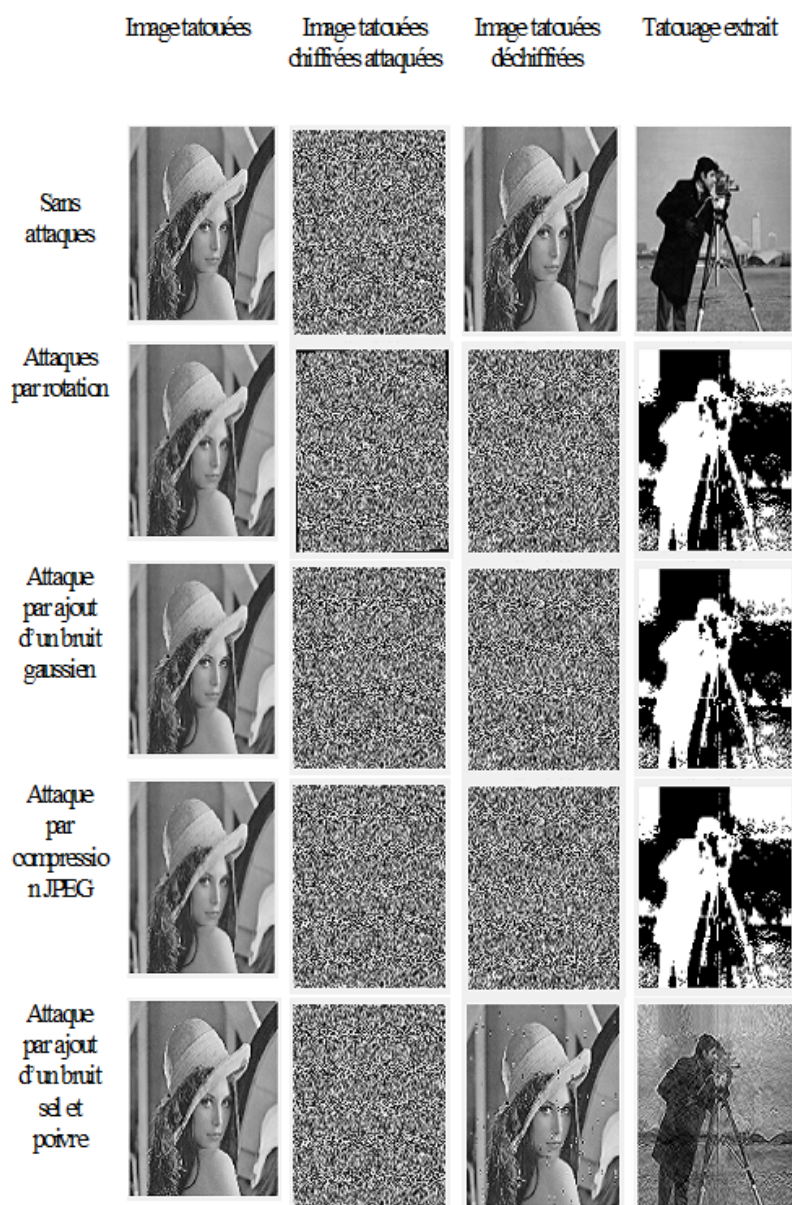 Image tatouées
Image tatouées
chiffrées attaquées
Image tatouées
déchiffrées
Tatouage extrait
Sans
attaques
Attaques
par rotation
Attaque
par ajout
d'un bruit
gaussien
Attaque
par
compressio
n JPEG
Attaque
par ajout
d'un bruit
sel et
poivre